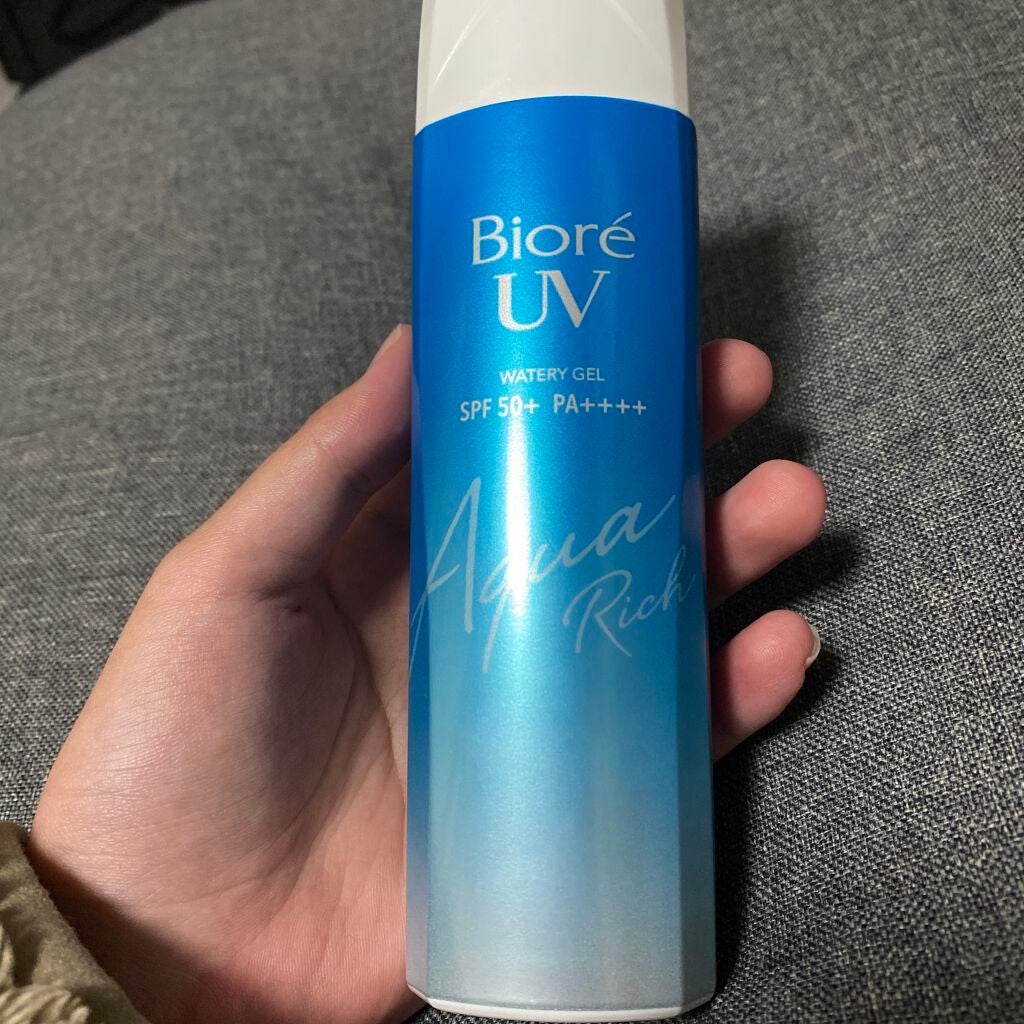 Bioré
UV
WATERY GEL
SPF 50+ PA++++
Aqua
Rich